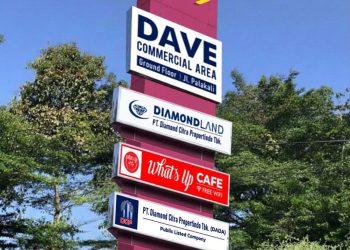 DAVE
COMMERCIAL AREA
Ground Floor | Jl. Palakali
DIAMONDLAND
PT. Diamond Citra Propertindo Tbk.
What's Up CAFE
FREE WIFI
PT. Diamond Citra Propertindo Tbk. (DADA)
Public Listed Company